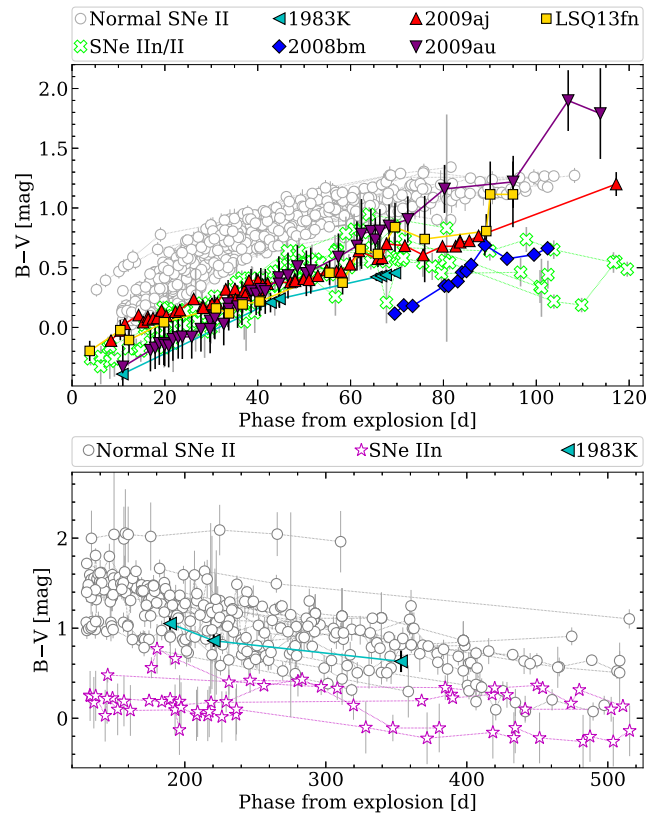 Normal SNe II 1983K 2009aj LSQ13fn
SNe IIn/II 2008bm 2009au
2.0
1.5
1.0
0.5
0.0
B−V [mag]
0 20 40 60 80 100 120
Phase from explosion [d]
Normal SNe II SNe IIn 1983K
2
1
0
B−V [mag]
200 300 400 500
Phase from explosion [d]